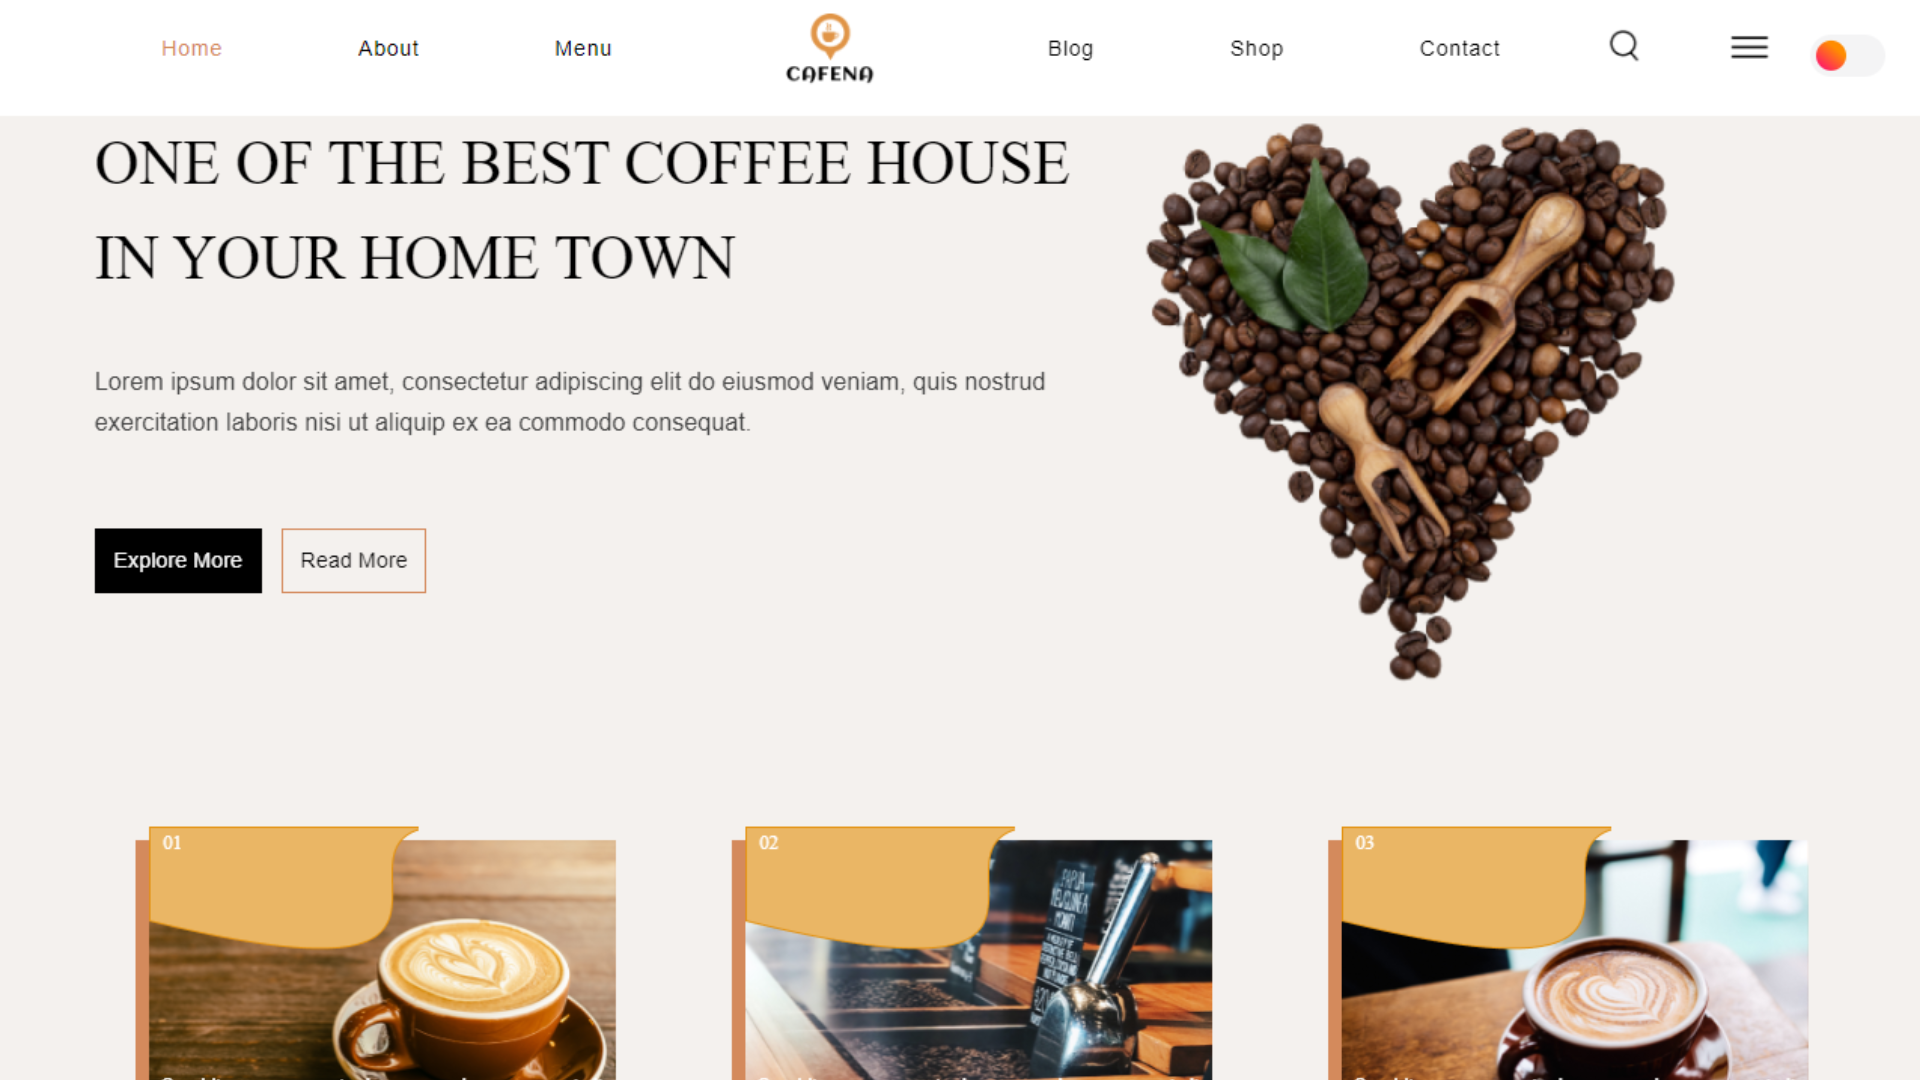 Home About Menu CAFENA Blog Shop Contact
ONE OF THE BEST COFFEE HOUSE
IN YOUR HOME TOWN
Lorem ipsum dolor sit amet, consectetur adipiscing elit do eiusmod veniam, quis nostrud
exercitation laboris nisi ut aliquip ex ea commodo consequat.
Explore More Read More
01 02 03
PAPUA